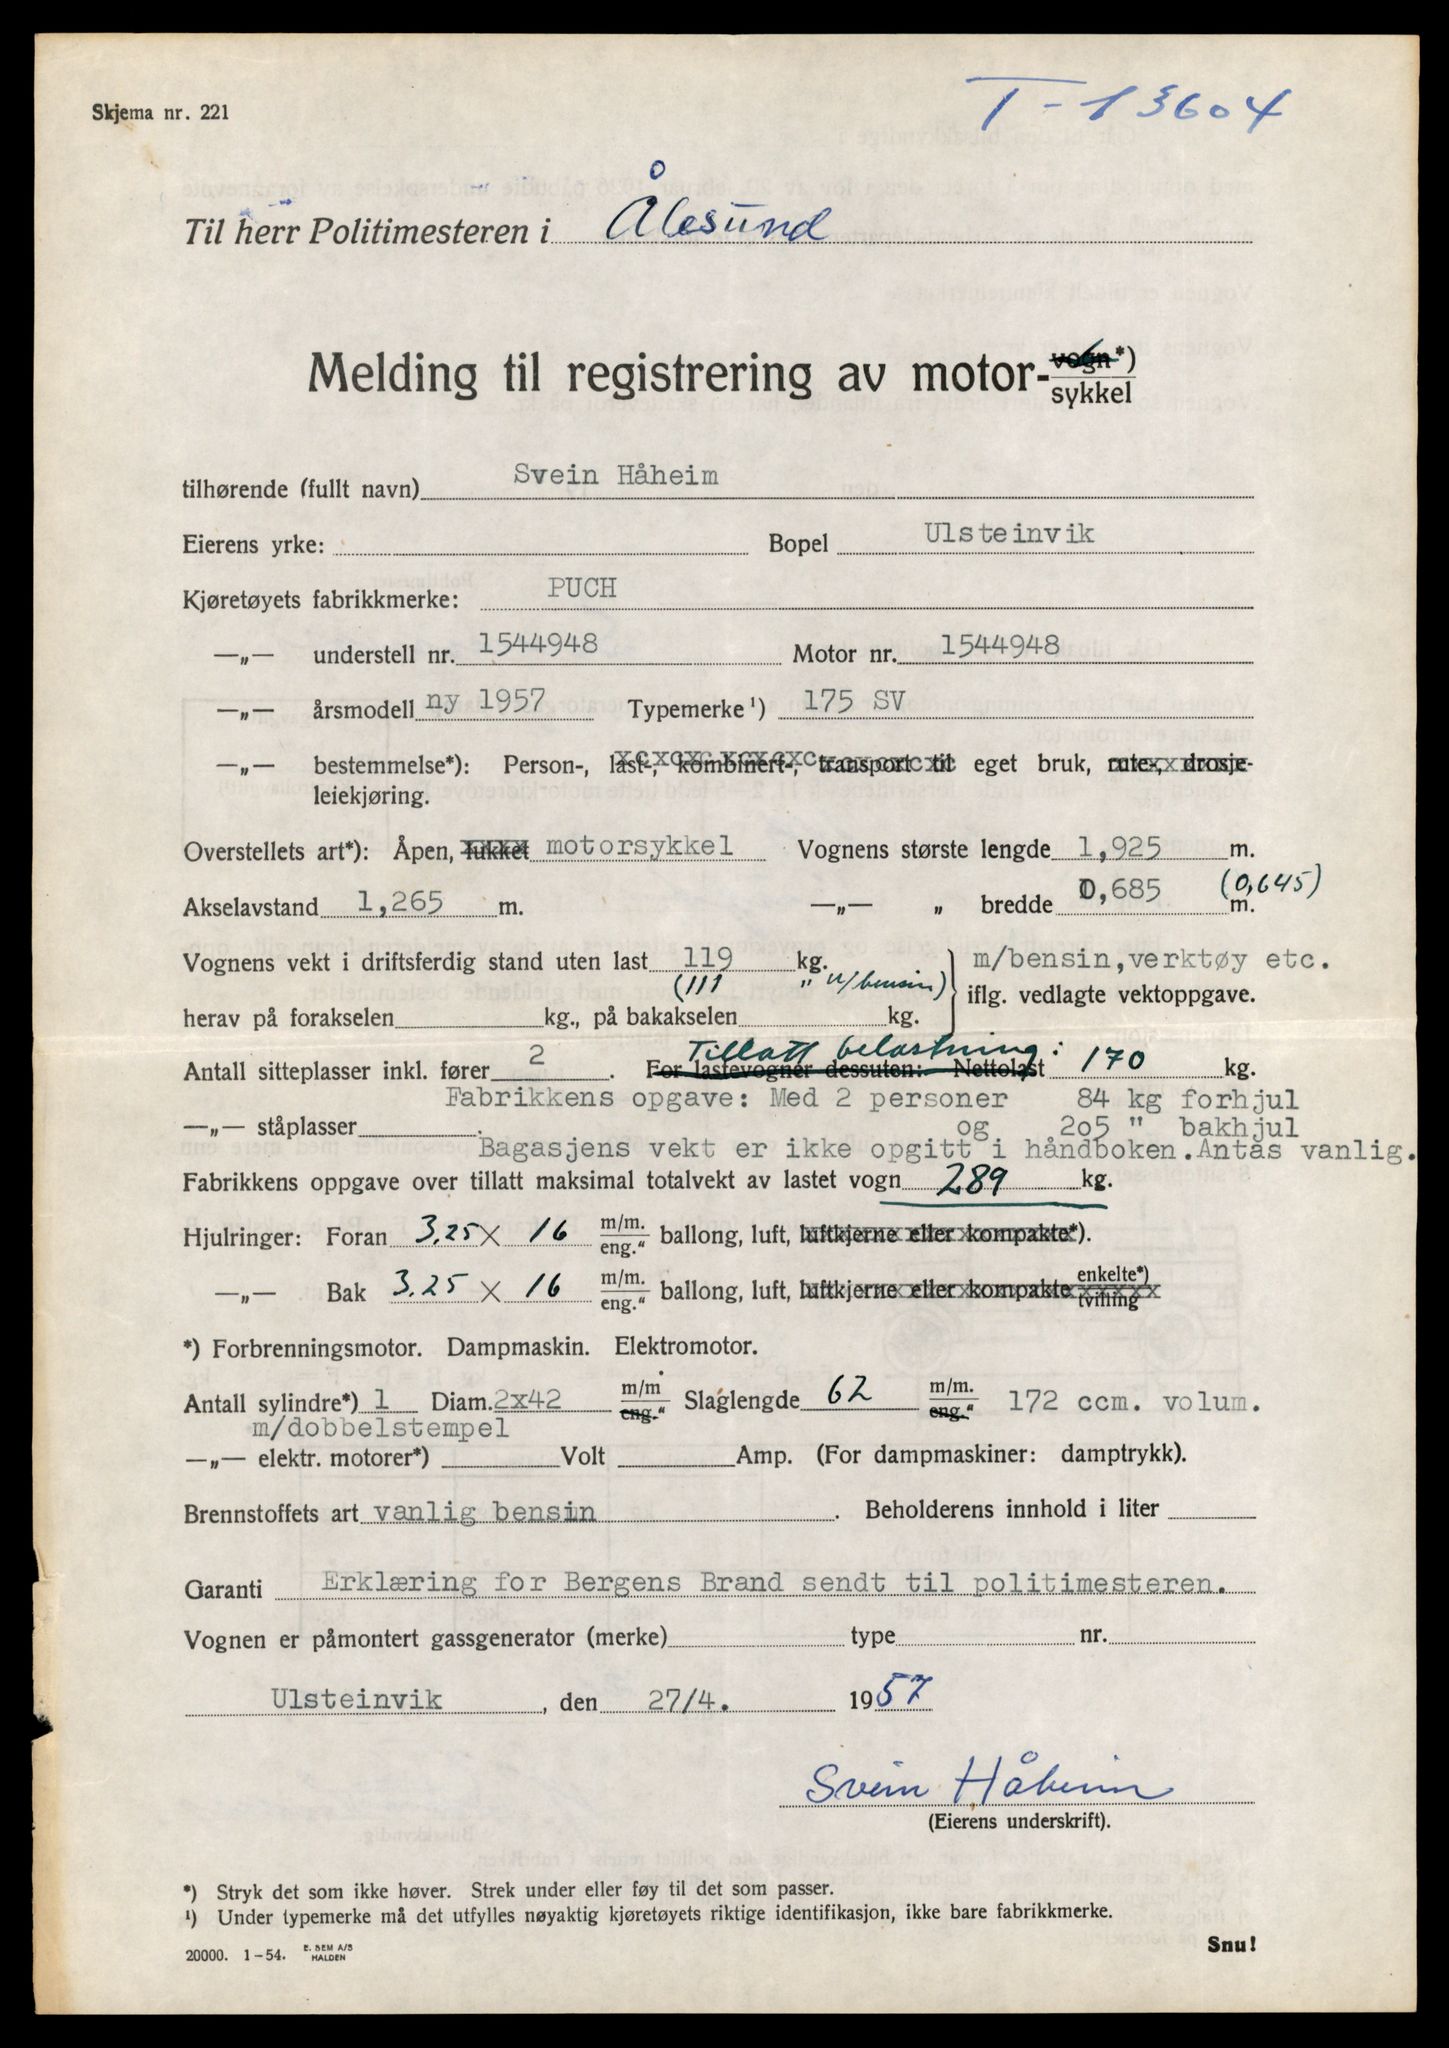 Skjema nr. 221
T-13604
Til herr Politimesteren i Ålesund
Melding til registrering av motor-vogn*)
sykkel
tilhørende (fullt navn) Svein Håheim
Eierens yrke: Bopel Ulsteinvik
Kjøretøyets fabrikkmerke: PUCH
—„— understell nr. 1544948 Motor nr. 1544948
—„— årsmodell ny 1957 Typemerke¹) 175 SV
—„— bestemmelse*): Person-, last-, kombinert-, transport til eget bruk, rute-, drosje-
leiekjøring.
Overstellets art*): Åpen, lukket motorsykkel Vognens største lengde 1,925 m.
Akselavstand 1,265 m. —„— „ bredde 0,685 m. (0,645)
Vognens vekt i driftsferdig stand uten last 119 kg. m/bensin,verktøy etc.
(111 " u/bensin) iflg. vedlagte vektoppgave.
herav på forakselen kg., på bakakselen kg.
Tillatt belastning:
Antall sitteplasser inkl. fører 2 . For lastevogner dessuten: Nettolast 170 kg.
Fabrikkens opgave: Med 2 personer 84 kg forhjul
—„— ståplasser . og 205 " bakhjul
Bagasjens vekt er ikke opgitt i håndboken. Antas vanlig.
Fabrikkens oppgave over tillatt maksimal totalvekt av lastet vogn 289 kg.
Hjulringer: Foran 3,25 x 16 m/m. eng." ballong, luft, luftkjerne eller kompakte*).
—„— Bak 3.25 x 16 m/m. eng." ballong, luft, luftkjerne eller kompakte enkelte*) tvilling
*) Forbrenningsmotor. Dampmaskin. Elektromotor.
Antall sylindre*) 1 Diam. 2x42 m/m eng." Slaglengde 62 m/m. eng." 172 ccm. volum.
m/dobbelstempel
—„— elektr. motorer*) Volt Amp. (For dampmaskiner: damptrykk).
Brennstoffets art vanlig bensin . Beholderens innhold i liter
Garanti Erklæring for Bergens Brand sendt til politimesteren.
Vognen er påmontert gassgenerator (merke) type nr.
Ulsteinvik , den 27/4. 1957
Svein Håheim
(Eierens underskrift).
*) Stryk det som ikke høver. Strek under eller føy til det som passer.
¹) Under typemerke må det utfylles nøyaktig kjøretøyets riktige identifikasjon, ikke bare fabrikkmerke.
20000. 1-54. E. SEM A/S HALDEN
Snu!